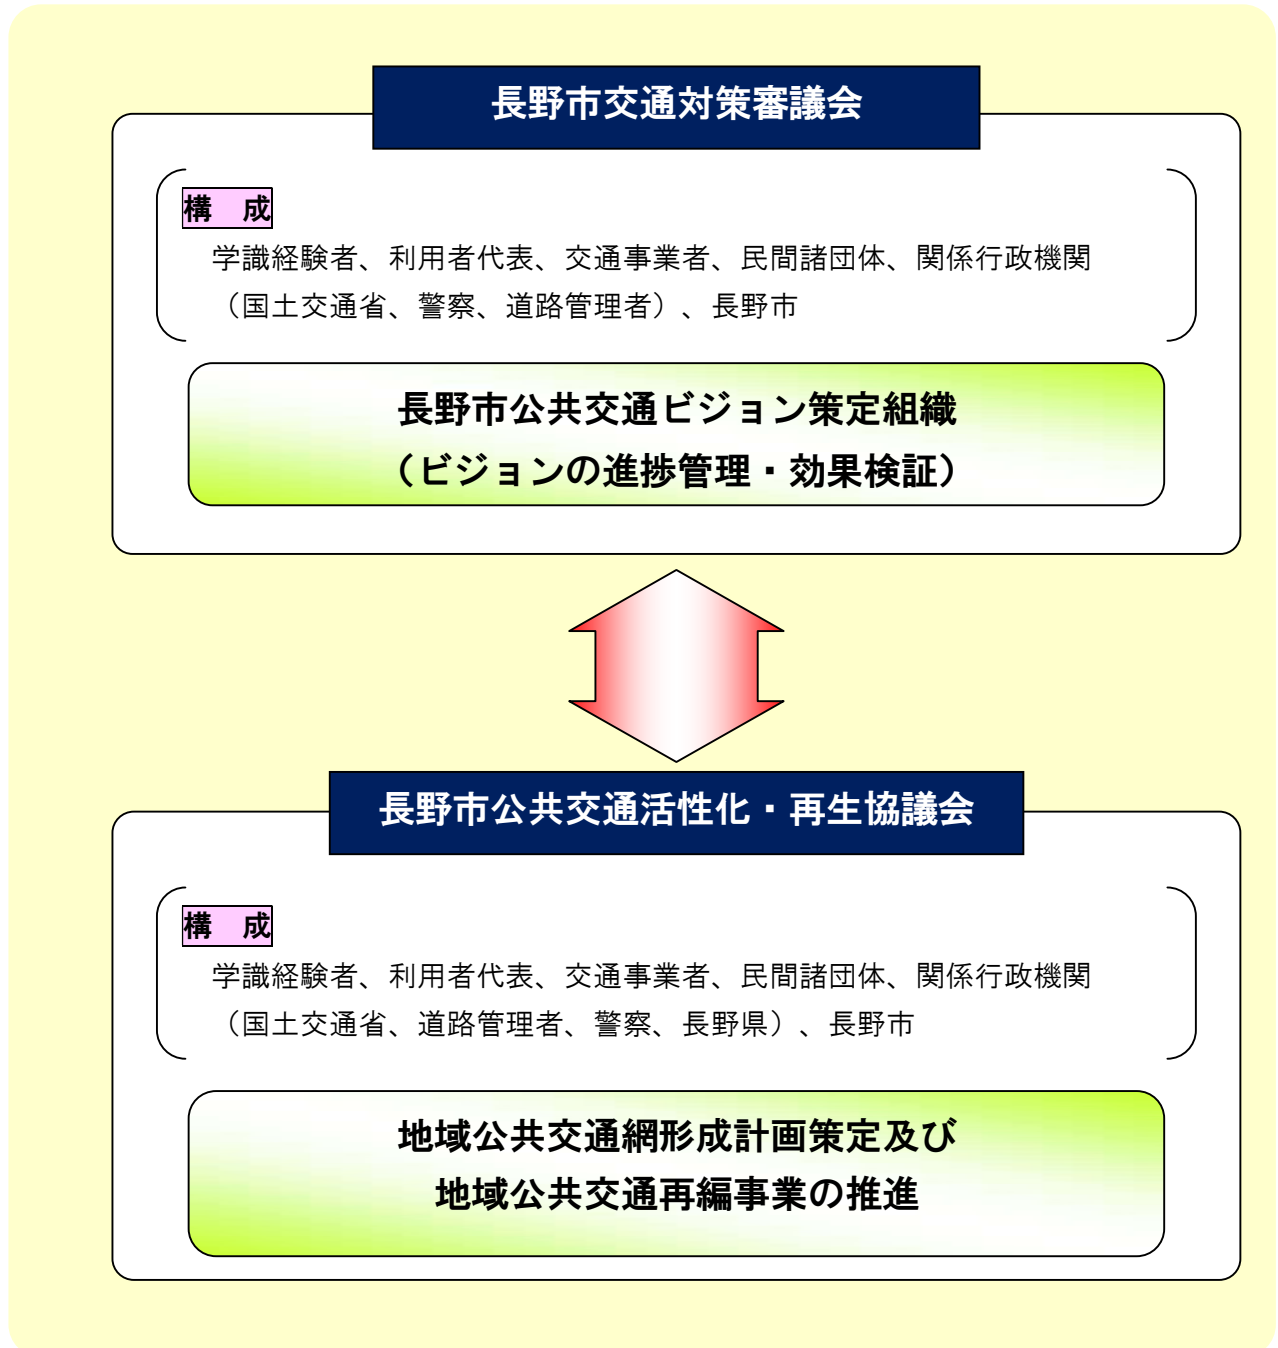 長野市交通対策審議会
構　成
学識経験者、利用者代表、交通事業者、民間諸団体、関係行政機関
（国土交通省、警察、道路管理者）、長野市
長野市公共交通ビジョン策定組織
（ビジョンの進捗管理・効果検証）
長野市公共交通活性化・再生協議会
構　成
学識経験者、利用者代表、交通事業者、民間諸団体、関係行政機関
（国土交通省、道路管理者、警察、長野県）、長野市
地域公共交通網形成計画策定及び
地域公共交通再編事業の推進